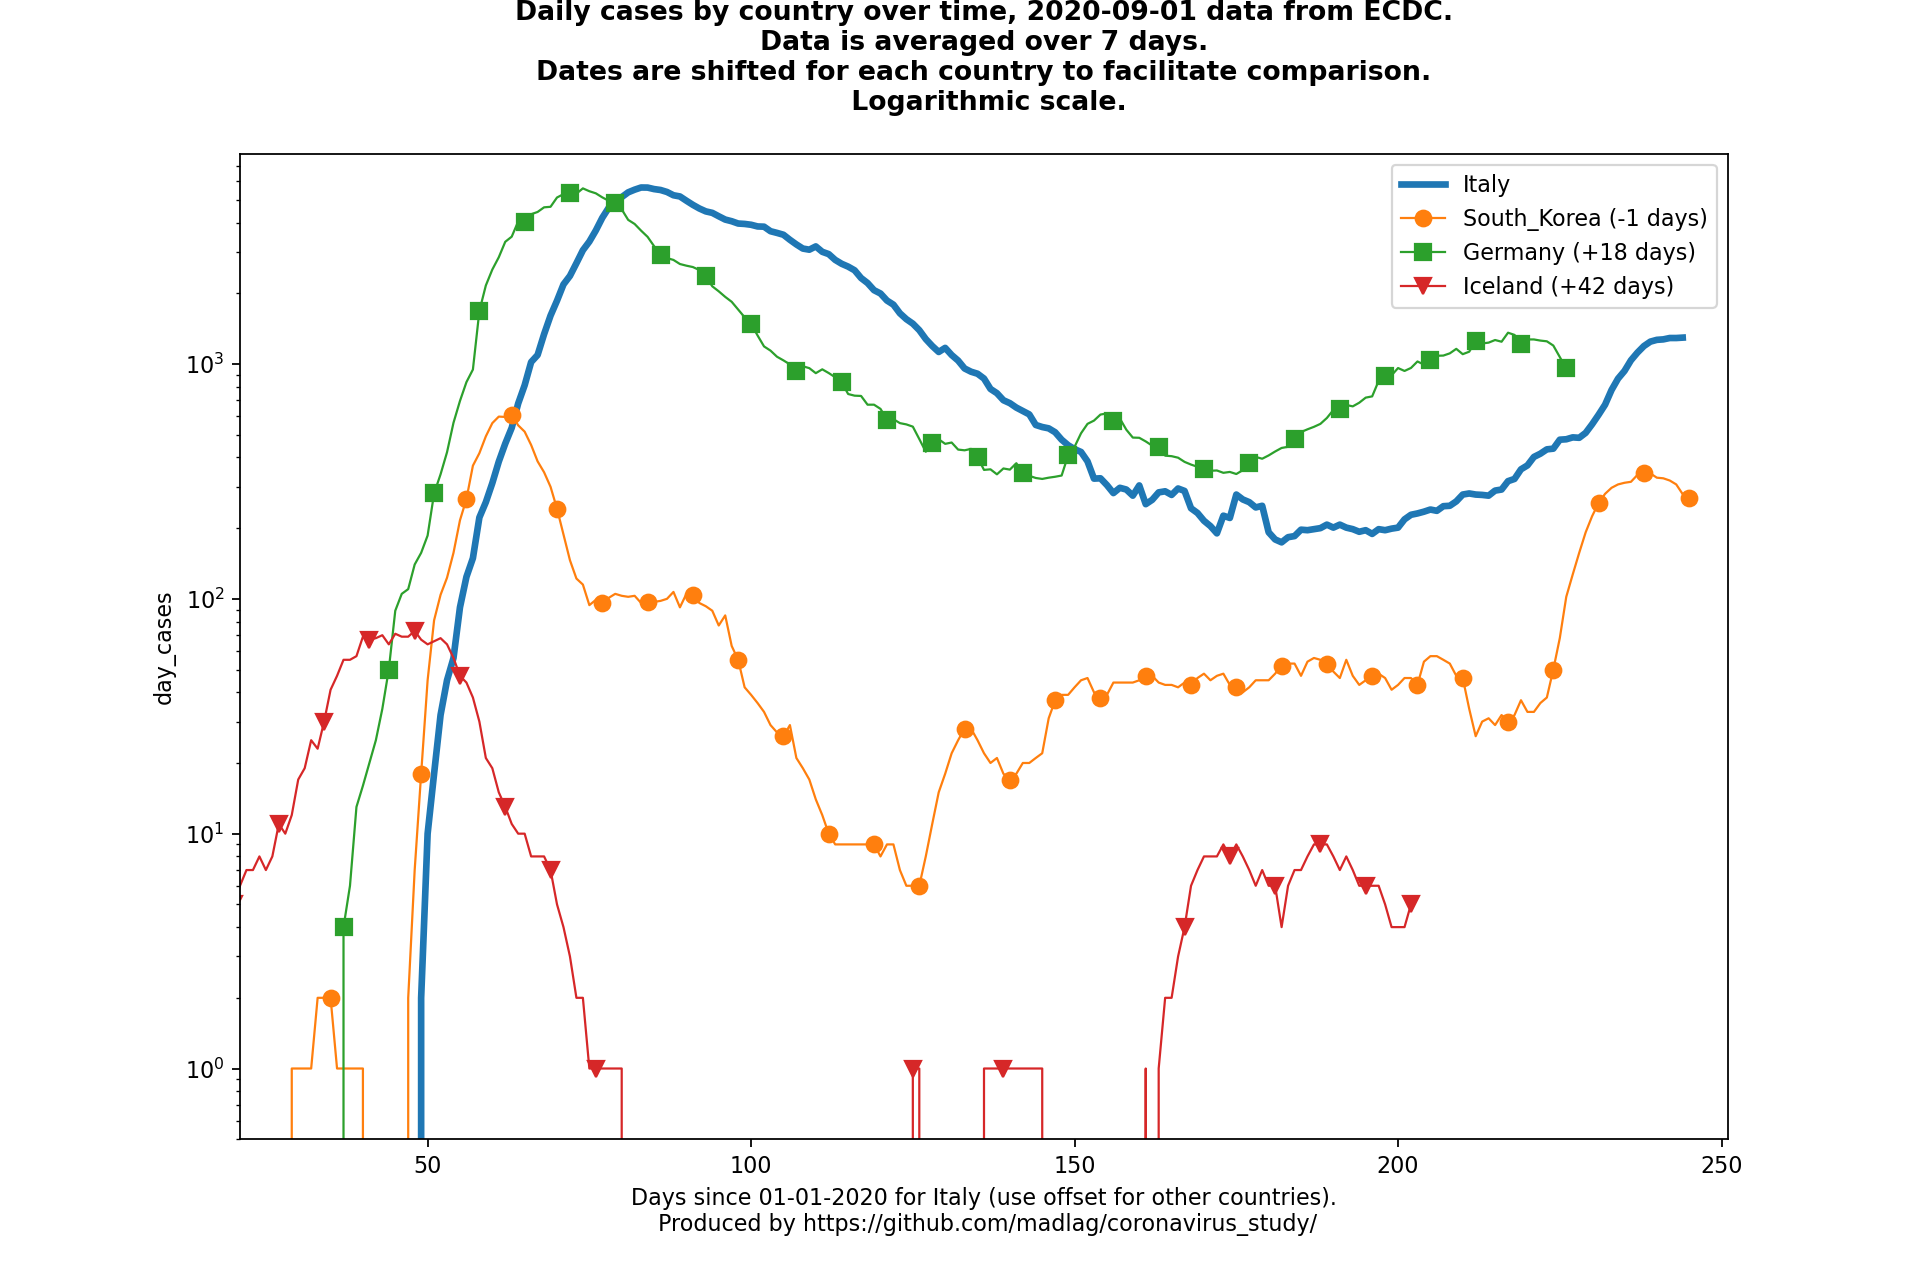 Daily cases by country over time, 2020-09-01 data from ECDC.
Data is averaged over 7 days.
Dates are shifted for each country to facilitate comparison.
Logarithmic scale.
Italy
South_Korea (-1 days)
Germany (+18 days)
Iceland (+42 days)
day_cases
10³
10²
10¹
10⁰
50 100 150 200 250
Days since 01-01-2020 for Italy (use offset for other countries).
Produced by https://github.com/madlag/coronavirus_study/